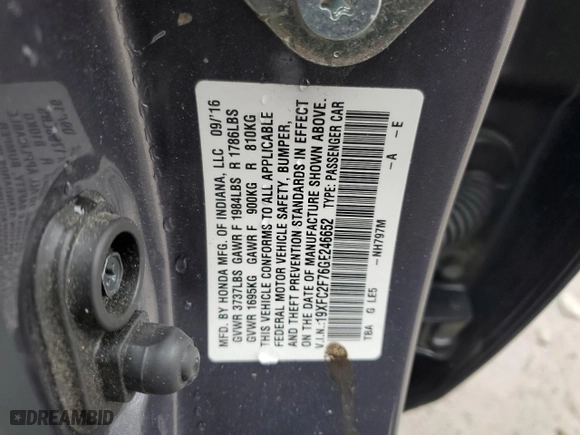 MFD. BY HONDA MFG. OF INDIANA, LLC 09/16
GVWR 3737LBS GAWR F 1984LBS R 1786LBS
GVWR 1695KG GAWR F 900KG R 810KG
THIS VEHICLE CONFORMS TO ALL APPLICABLE
FEDERAL MOTOR VEHICLE SAFETY, BUMPER,
AND THEFT PREVENTION STANDARDS IN EFFECT
ON THE DATE OF MANUFACTURE SHOWN ABOVE.
V.I.N.:19XFC2F76GE246652 TYPE: PASSENGER CAR
TBA G LE5 -NH797M -A -E
DREAMBID